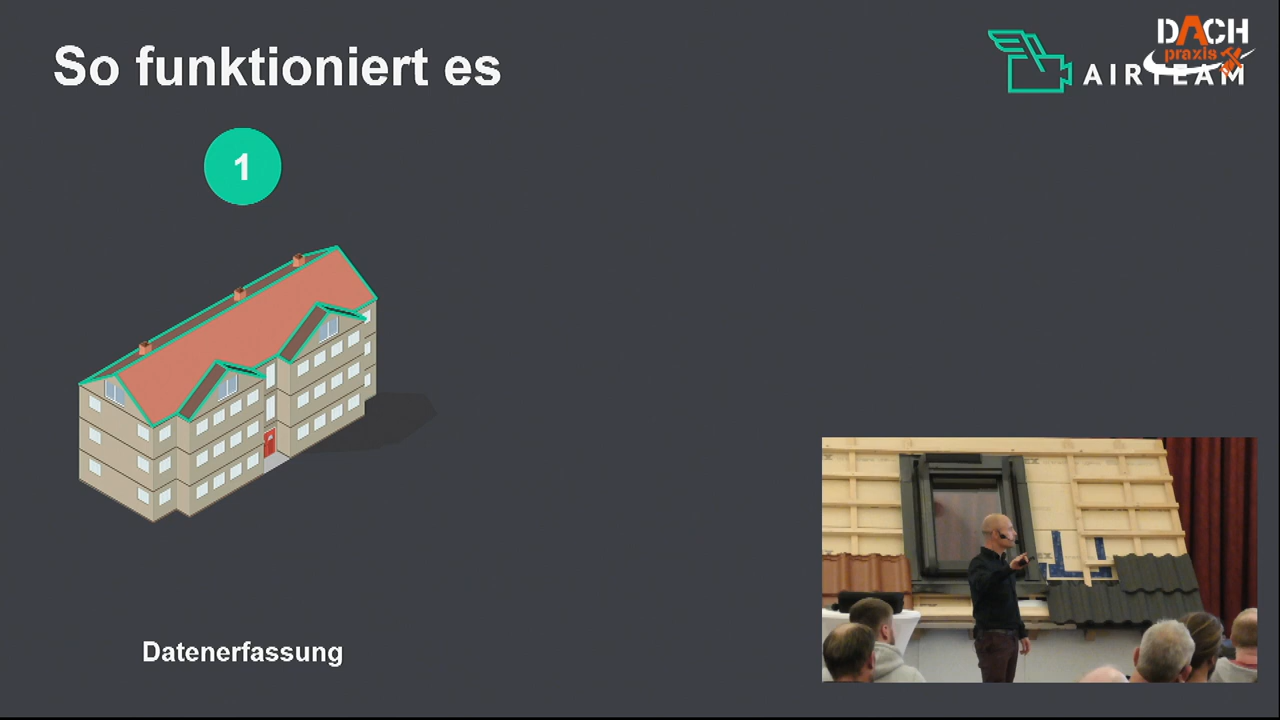 So funktioniert es
DACH
praxis
AIRTEAM
1
Datenerfassung